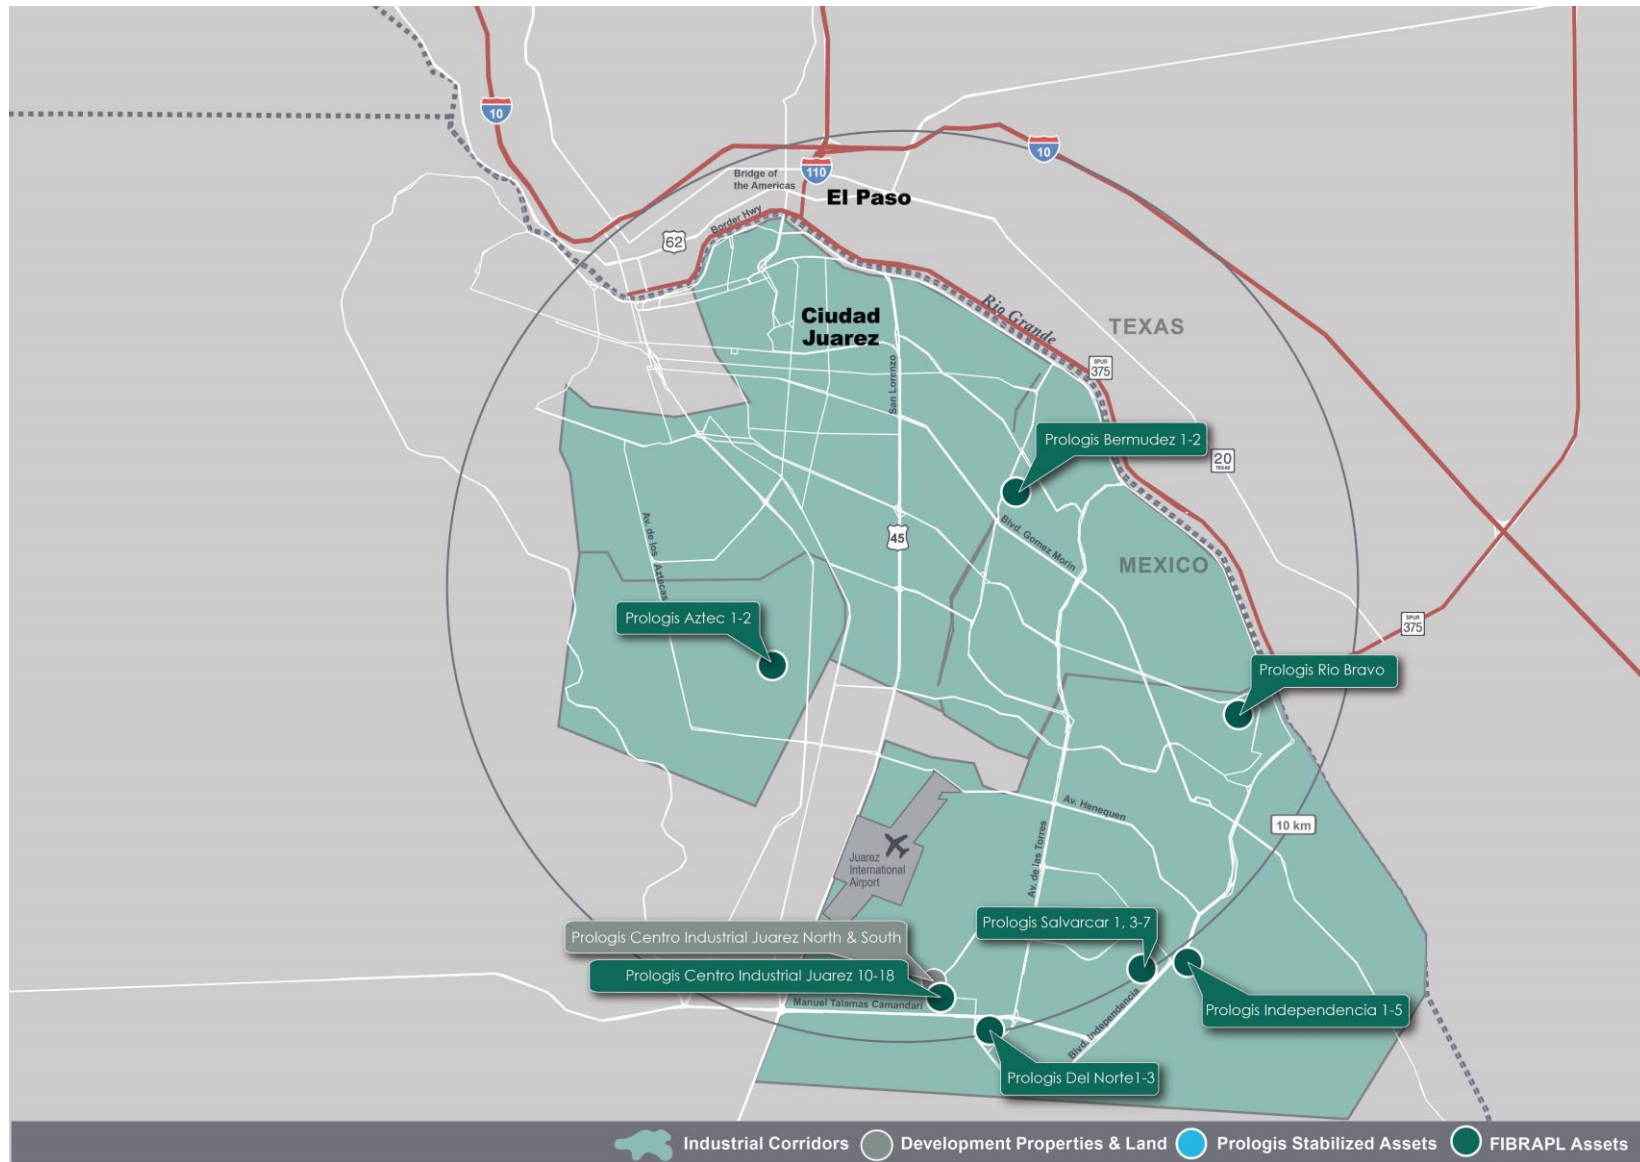 10
10
110
Bridge of
the Americas
El Paso
Border Hwy
62
Rio Grande
Ciudad
Juarez
TEXAS
San Lorenzo
SPUR
375
Prologis Bermudez 1-2
20
TEXAS
Av. de los Aztecas
45
Blvd. Gomez Morin
MEXICO
Prologis Aztec 1-2
SPUR
375
Prologis Rio Bravo
Av. Henequen
10 km
Av. de las Torres
Juarez
International
Airport
Prologis Salvarcar 1, 3-7
Prologis Centro Industrial Juarez North & South
Prologis Centro Industrial Juarez 10-18
Manuel Talamas Camandari
Blvd. Independencia
Prologis Independencia 1-5
Prologis Del Norte1-3
Industrial Corridors
Development Properties & Land
Prologis Stabilized Assets
FIBRAPL Assets